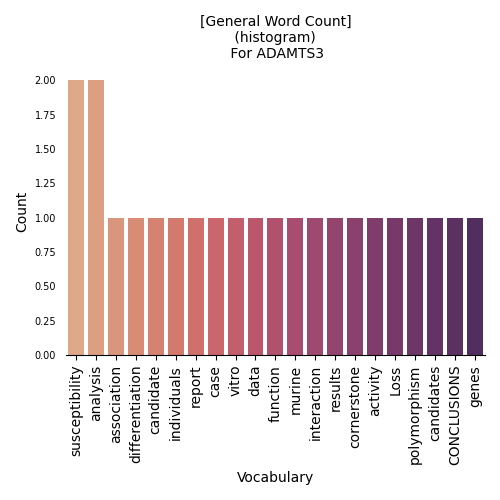 [General Word Count]
(histogram)
For ADAMTS3
2.00
1.75
1.50
1.25
1.00
0.75
0.50
0.25
0.00
Count
susceptibility
analysis
association
differentiation
candidate
individuals
report
case
vitro
data
function
murine
interaction
results
cornerstone
activity
Loss
polymorphism
candidates
CONCLUSIONS
genes
Vocabulary